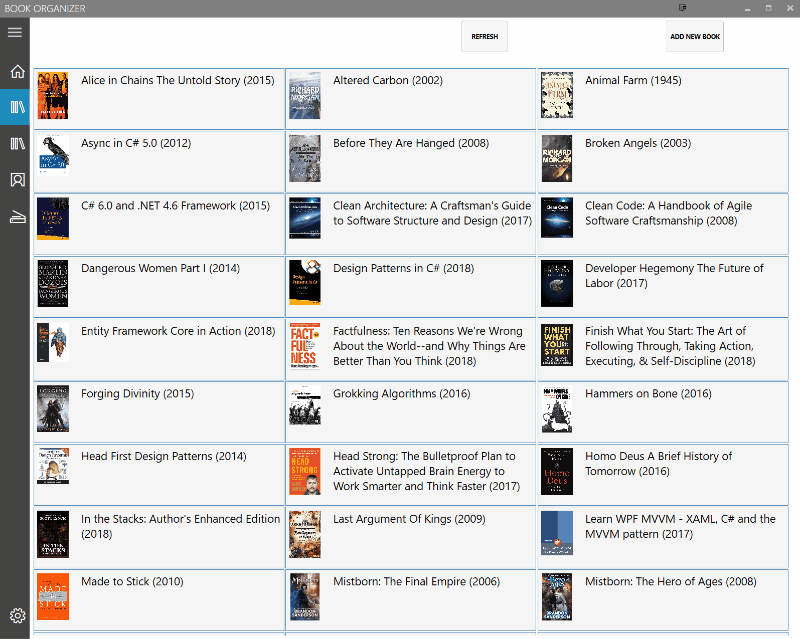 BOOK ORGANIZER
REFRESH
ADD NEW BOOK
Alice in Chains The Untold Story (2015)
Altered Carbon (2002)
Animal Farm (1945)
Async in C# 5.0 (2012)
Before They Are Hanged (2008)
Broken Angels (2003)
C# 6.0 and .NET 4.6 Framework (2015)
Clean Architecture: A Craftsman's Guide
to Software Structure and Design (2017)
Clean Code: A Handbook of Agile
Software Craftsmanship (2008)
Dangerous Women Part I (2014)
Design Patterns in C# (2018)
Developer Hegemony The Future of
Labor (2017)
Entity Framework Core in Action (2018)
FACT
FUL
NESS
Factfulness: Ten Reasons We're Wrong
About the World--and Why Things Are
Better Than You Think (2018)
FINISH
WHAT
YOU
START
Finish What You Start: The Art of
Following Through, Taking Action,
Executing, & Self-Discipline (2018)
Forging Divinity (2015)
Grokking Algorithms (2016)
Hammers on Bone (2016)
Head First Design Patterns (2014)
HEAD
STRONG
Head Strong: The Bulletproof Plan to
Activate Untapped Brain Energy to
Work Smarter and Think Faster (2017)
Homo Deus A Brief History of
Tomorrow (2016)
In the Stacks: Author's Enhanced Edition
(2018)
Last Argument Of Kings (2009)
Learn WPF MVVM - XAML, C# and the
MVVM pattern (2017)
Made to Stick (2010)
Mistborn: The Final Empire (2006)
Mistborn: The Hero of Ages (2008)